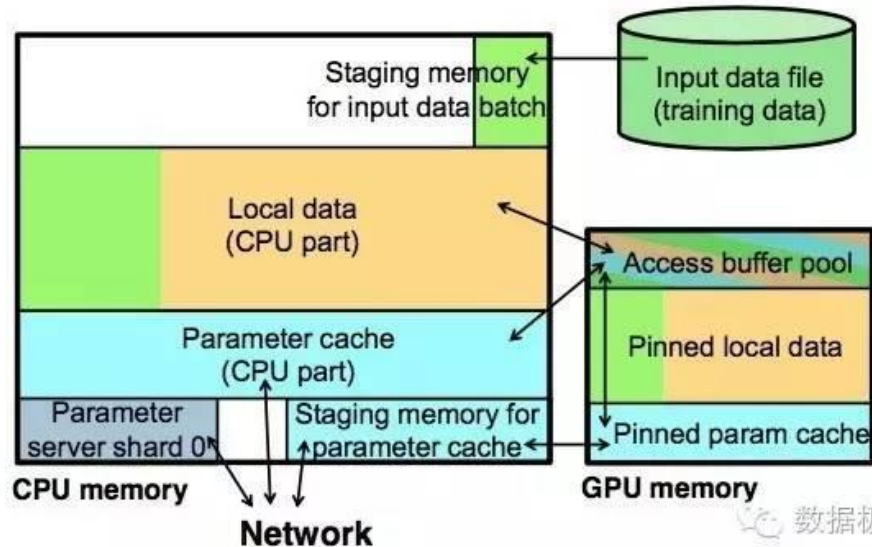 Staging memory
for input data batch
Input data file
(training data)
Local data
(CPU part)
Access buffer pool
Parameter cache
(CPU part)
Pinned local data
Parameter
server shard 0
Staging memory for
parameter cache
Pinned param cache
CPU memory
GPU memory
Network
数据